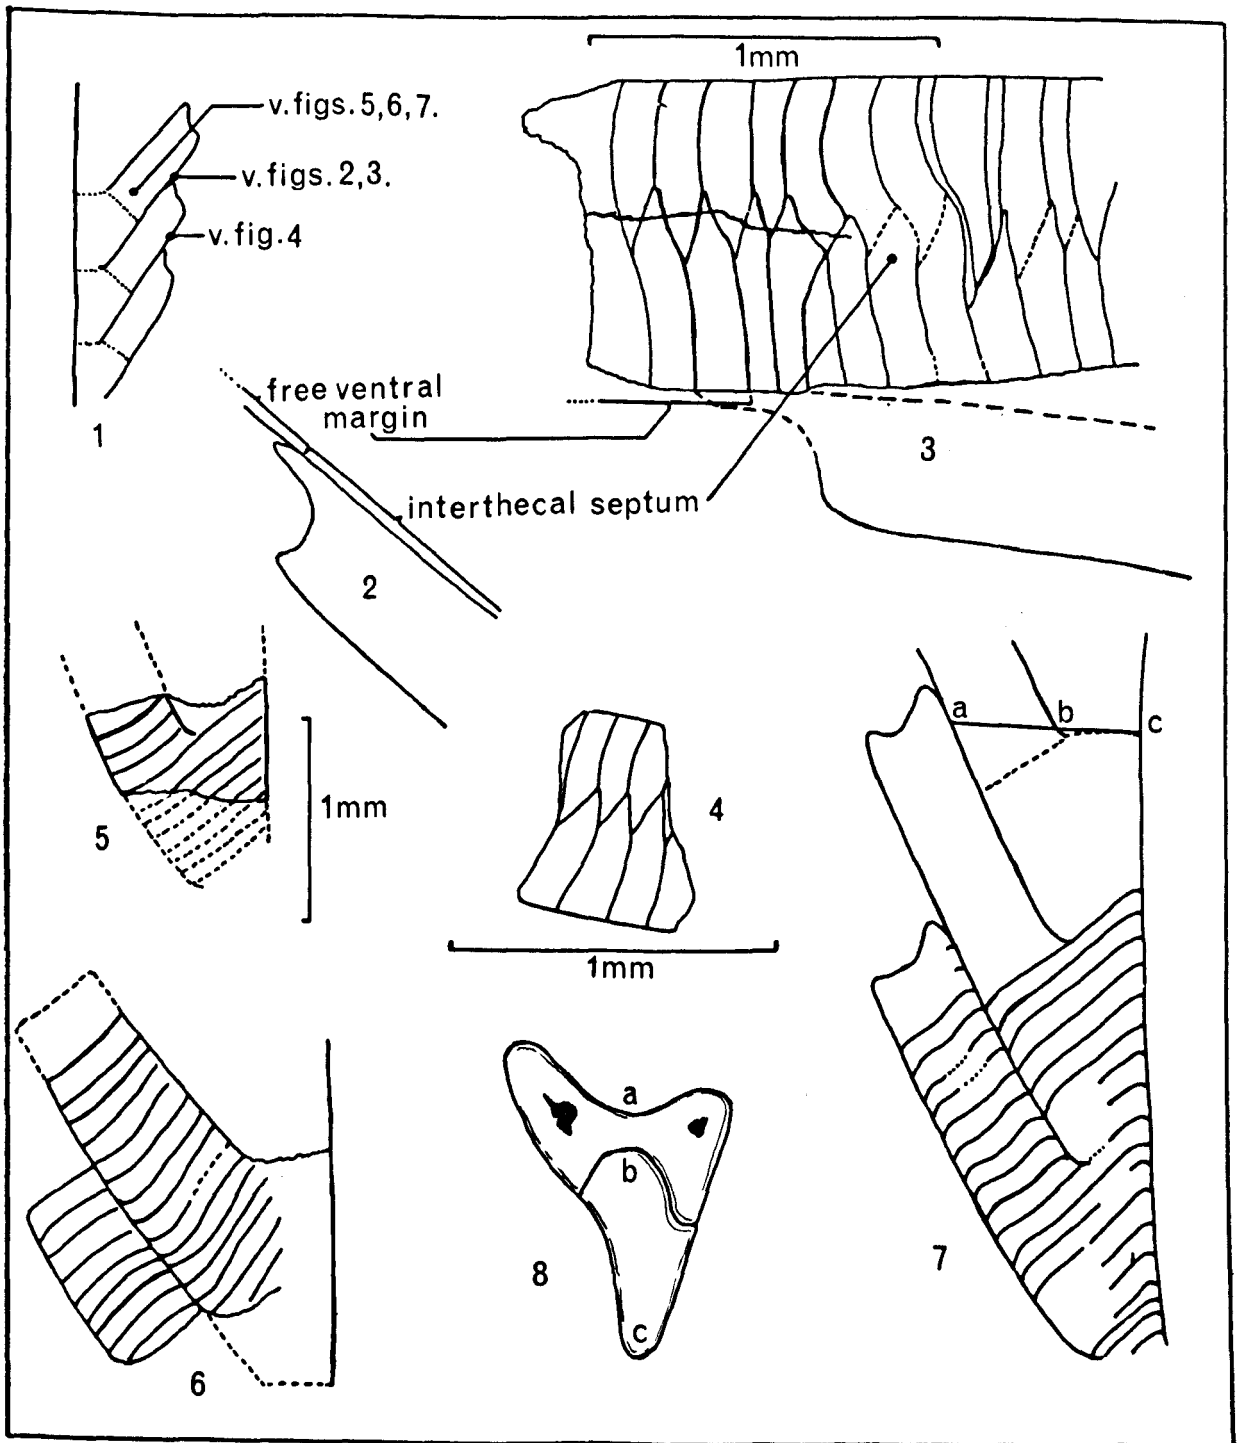 v.figs.5,6,7.
v.figs.2,3.
v.fig.4
1
1mm
3
free ventral
margin
interthecal septum
2
5
1mm
4
1mm
a b c
6
a
b
c
8
7